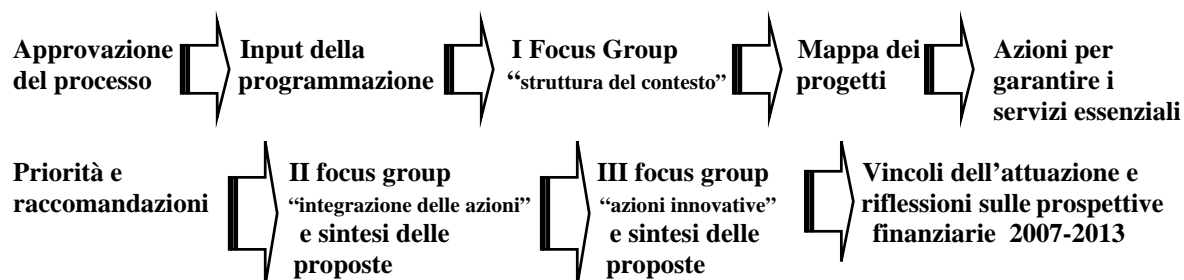 Approvazione del processo
Input della programmazione
I Focus Group
“struttura del contesto”
Mappa dei progetti
Azioni per garantire i servizi essenziali
Priorità e raccomandazioni
II focus group
“integrazione delle azioni”
e sintesi delle proposte
III focus group
“azioni innovative”
e sintesi delle proposte
Vincoli dell’attuazione e riflessioni sulle prospettive finanziarie 2007-2013